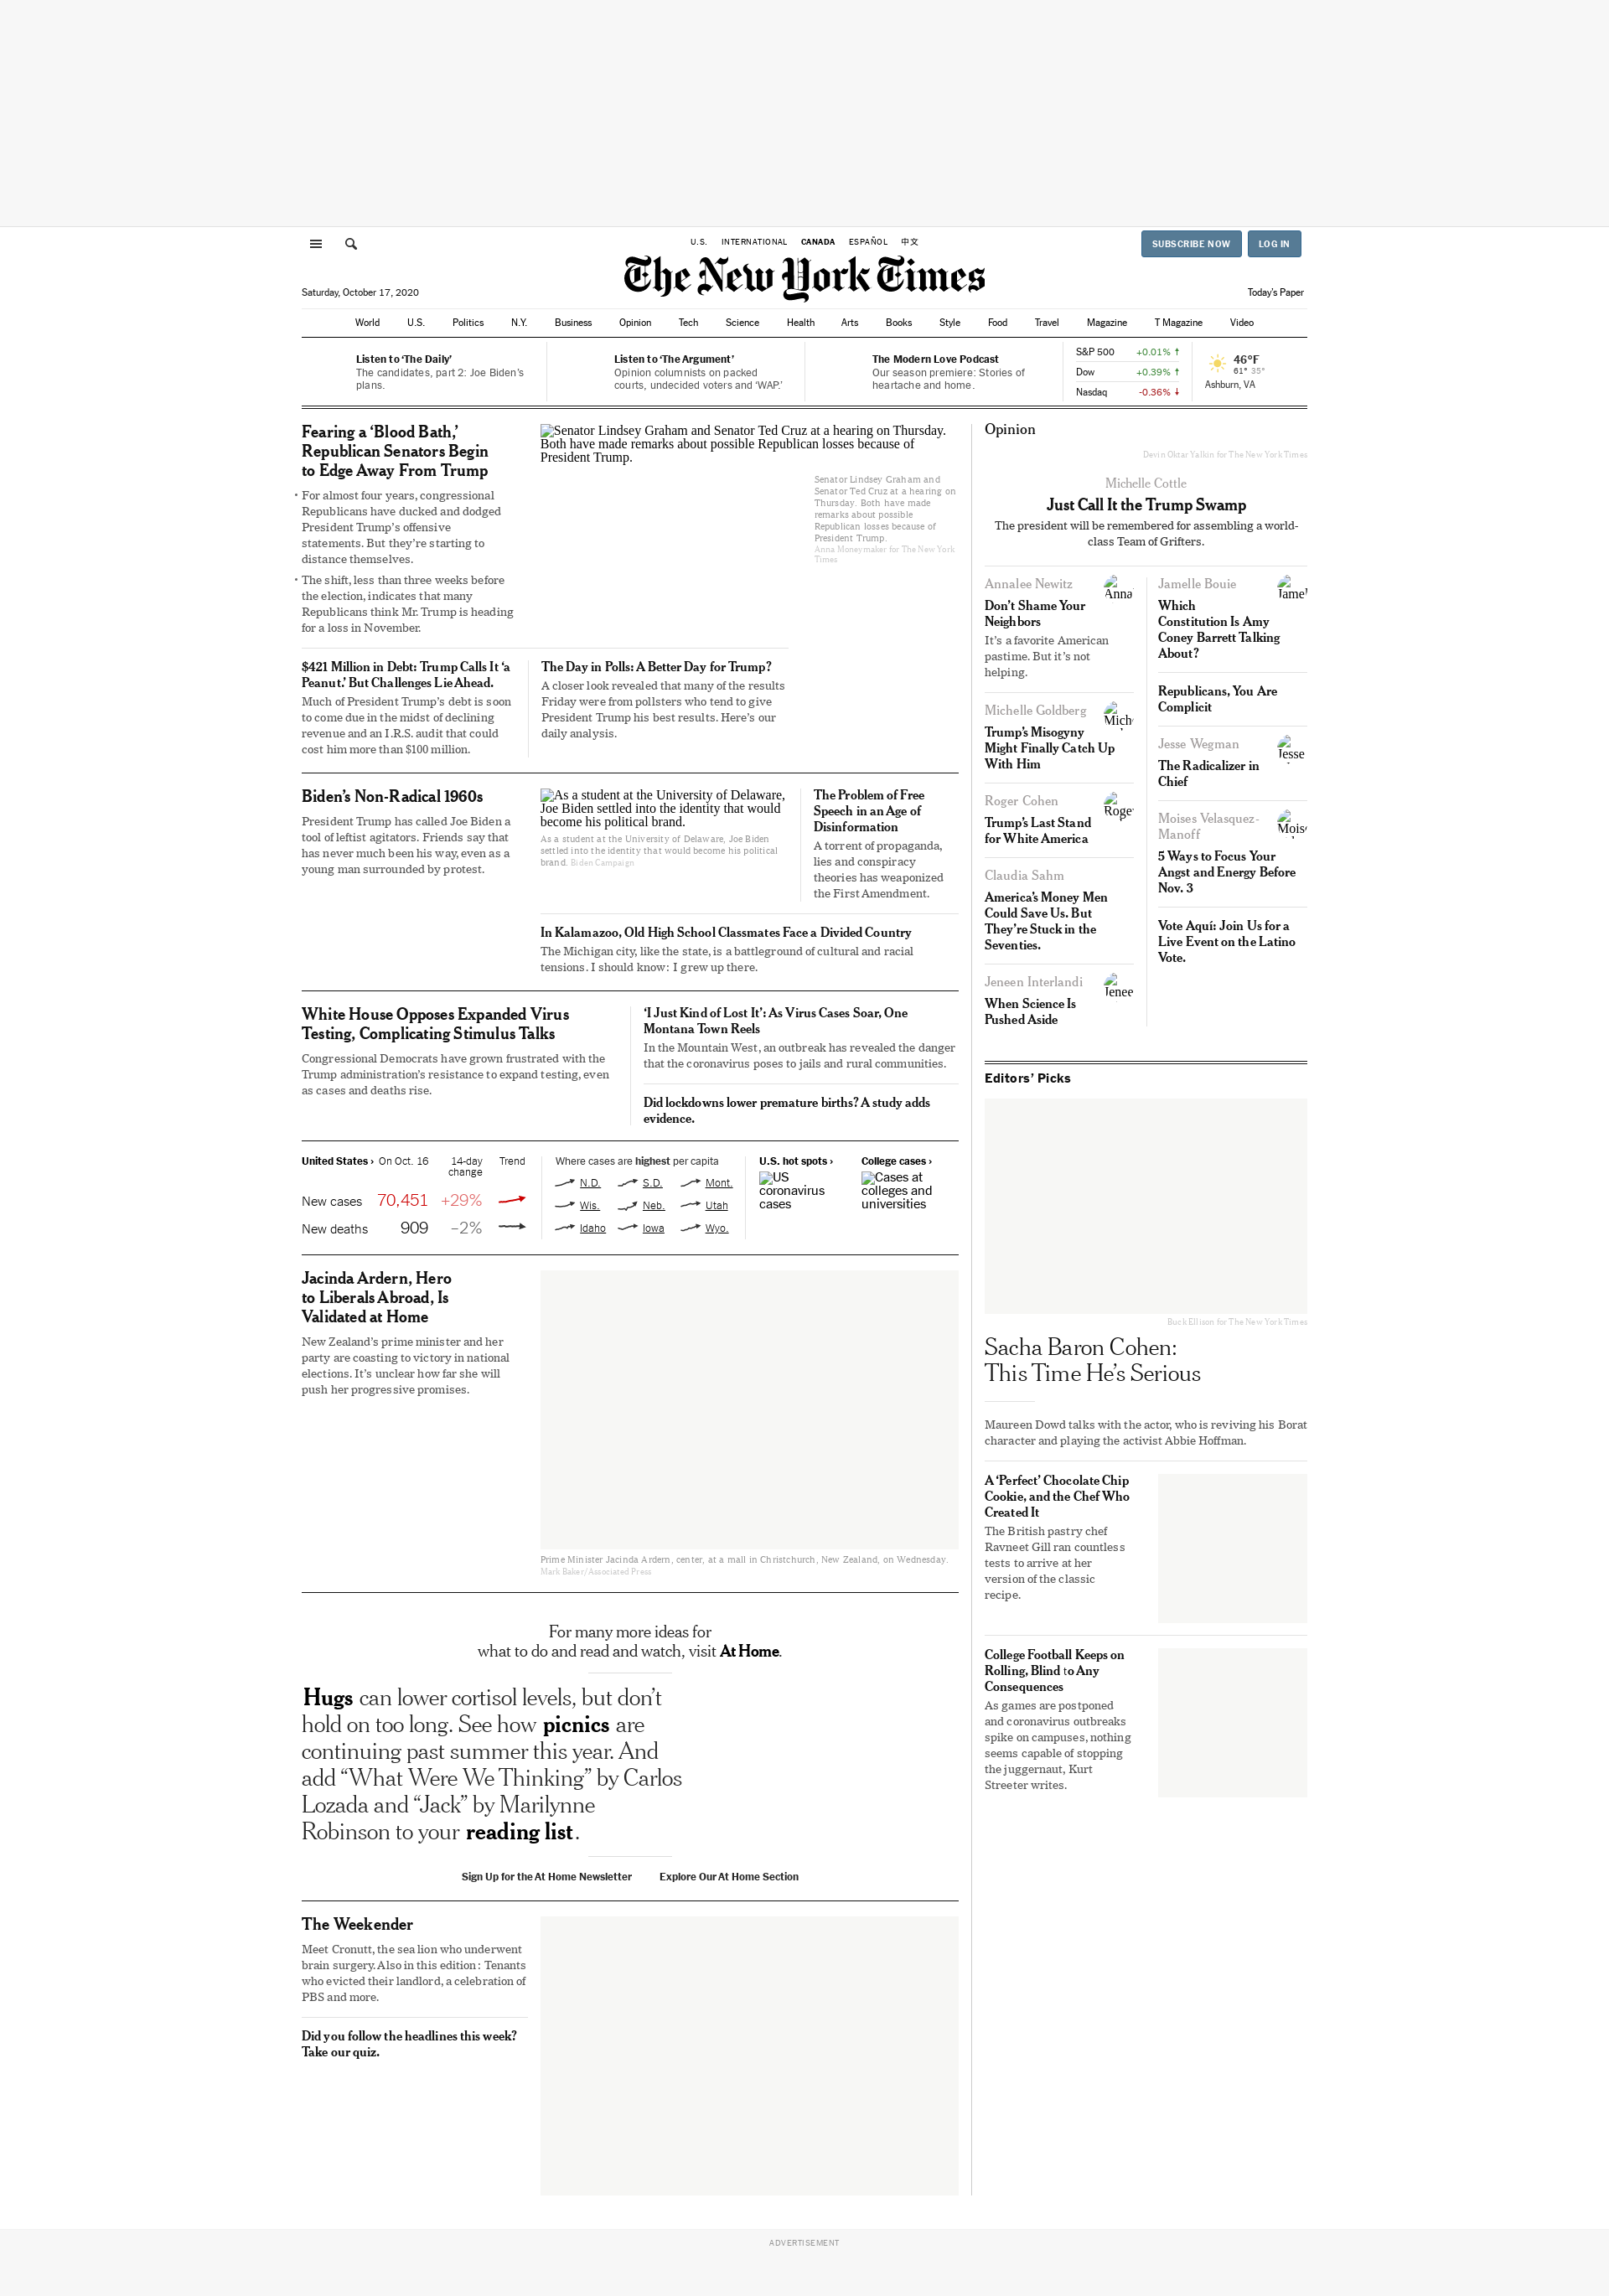 U.S. INTERNATIONAL CANADA ESPAÑOL 中文
SUBSCRIBE NOW LOG IN
The New York Times
Saturday, October 17, 2020
Today's Paper
World U.S. Politics N.Y. Business Opinion Tech Science Health Arts Books Style Food Travel Magazine T Magazine Video
Listen to ‘The Daily’
The candidates, part 2: Joe Biden’s
plans.
Listen to ‘The Argument’
Opinion columnists on packed
courts, undecided voters and ‘WAP.’
The Modern Love Podcast
Our season premiere: Stories of
heartache and home.
S&P 500 +0.01%
Dow +0.39%
Nasdaq -0.36%
46°F
61° 35°
Ashburn, VA
Fearing a ‘Blood Bath,’
Republican Senators Begin
to Edge Away From Trump
• For almost four years, congressional
Republicans have ducked and dodged
President Trump’s offensive
statements. But they’re starting to
distance themselves.
• The shift, less than three weeks before
the election, indicates that many
Republicans think Mr. Trump is heading
for a loss in November.
Senator Lindsey Graham and Senator Ted Cruz at a hearing on Thursday.
Both have made remarks about possible Republican losses because of
President Trump.
Senator Lindsey Graham and
Senator Ted Cruz at a hearing on
Thursday. Both have made
remarks about possible
Republican losses because of
President Trump.
Anna Moneymaker for The New York
Times
$421 Million in Debt: Trump Calls It ‘a
Peanut.’ But Challenges Lie Ahead.
Much of President Trump’s debt is soon
to come due in the midst of declining
revenue and an I.R.S. audit that could
cost him more than $100 million.
The Day in Polls: A Better Day for Trump?
A closer look revealed that many of the results
Friday were from pollsters who tend to give
President Trump his best results. Here’s our
daily analysis.
Biden’s Non-Radical 1960s
President Trump has called Joe Biden a
tool of leftist agitators. Friends say that
has never much been his way, even as a
young man surrounded by protest.
As a student at the University of Delaware,
Joe Biden settled into the identity that would
become his political brand.
As a student at the University of Delaware, Joe Biden
settled into the identity that would become his political
brand. Biden Campaign
The Problem of Free
Speech in an Age of
Disinformation
A torrent of propaganda,
lies and conspiracy
theories has weaponized
the First Amendment.
In Kalamazoo, Old High School Classmates Face a Divided Country
The Michigan city, like the state, is a battleground of cultural and racial
tensions. I should know: I grew up there.
White House Opposes Expanded Virus
Testing, Complicating Stimulus Talks
Congressional Democrats have grown frustrated with the
Trump administration’s resistance to expand testing, even
as cases and deaths rise.
‘I Just Kind of Lost It’: As Virus Cases Soar, One
Montana Town Reels
In the Mountain West, an outbreak has revealed the danger
that the coronavirus poses to jails and rural communities.
Did lockdowns lower premature births? A study adds
evidence.
United States › On Oct. 16 14-day
change Trend
New cases 70,451 +29%
New deaths 909 –2%
Where cases are highest per capita
N.D. S.D. Mont.
Wis. Neb. Utah
Idaho Iowa Wyo.
U.S. hot spots ›
US
coronavirus
cases
College cases ›
Cases at
colleges and
universities
Jacinda Ardern, Hero
to Liberals Abroad, Is
Validated at Home
New Zealand’s prime minister and her
party are coasting to victory in national
elections. It’s unclear how far she will
push her progressive promises.
Prime Minister Jacinda Ardern, center, at a mall in Christchurch, New Zealand, on Wednesday.
Mark Baker/Associated Press
For many more ideas for
what to do and read and watch, visit At Home.
Hugs can lower cortisol levels, but don’t
hold on too long. See how picnics are
continuing past summer this year. And
add “What Were We Thinking” by Carlos
Lozada and “Jack” by Marilynne
Robinson to your reading list.
Sign Up for the At Home Newsletter Explore Our At Home Section
The Weekender
Meet Cronutt, the sea lion who underwent
brain surgery. Also in this edition: Tenants
who evicted their landlord, a celebration of
PBS and more.
Did you follow the headlines this week?
Take our quiz.
Opinion
Devin Oktar Yalkin for The New York Times
Michelle Cottle
Just Call It the Trump Swamp
The president will be remembered for assembling a world-
class Team of Grifters.
Annalee Newitz
Anna
Don’t Shame Your
Neighbors
It’s a favorite American
pastime. But it’s not
helping.
Michelle Goldberg
Trump’s Misogyny
Might Finally Catch Up
With Him
Roger Cohen
Roger
Trump’s Last Stand
for White America
Claudia Sahm
America’s Money Men
Could Save Us. But
They’re Stuck in the
Seventies.
Jeneen Interlandi
Jenee
When Science Is
Pushed Aside
Jamelle Bouie
Which
Constitution Is Amy
Coney Barrett Talking
About?
Republicans, You Are
Complicit
Jesse Wegman
Jesse
The Radicalizer in
Chief
Moises Velasquez-
Manoff
5 Ways to Focus Your
Angst and Energy Before
Nov. 3
Vote Aquí: Join Us for a
Live Event on the Latino
Vote.
Editors’ Picks
Buck Ellison for The New York Times
Sacha Baron Cohen:
This Time He’s Serious
Maureen Dowd talks with the actor, who is reviving his Borat
character and playing the activist Abbie Hoffman.
A ‘Perfect’ Chocolate Chip
Cookie, and the Chef Who
Created It
The British pastry chef
Ravneet Gill ran countless
tests to arrive at her
version of the classic
recipe.
College Football Keeps on
Rolling, Blind to Any
Consequences
As games are postponed
and coronavirus outbreaks
spike on campuses, nothing
seems capable of stopping
the juggernaut, Kurt
Streeter writes.
ADVERTISEMENT